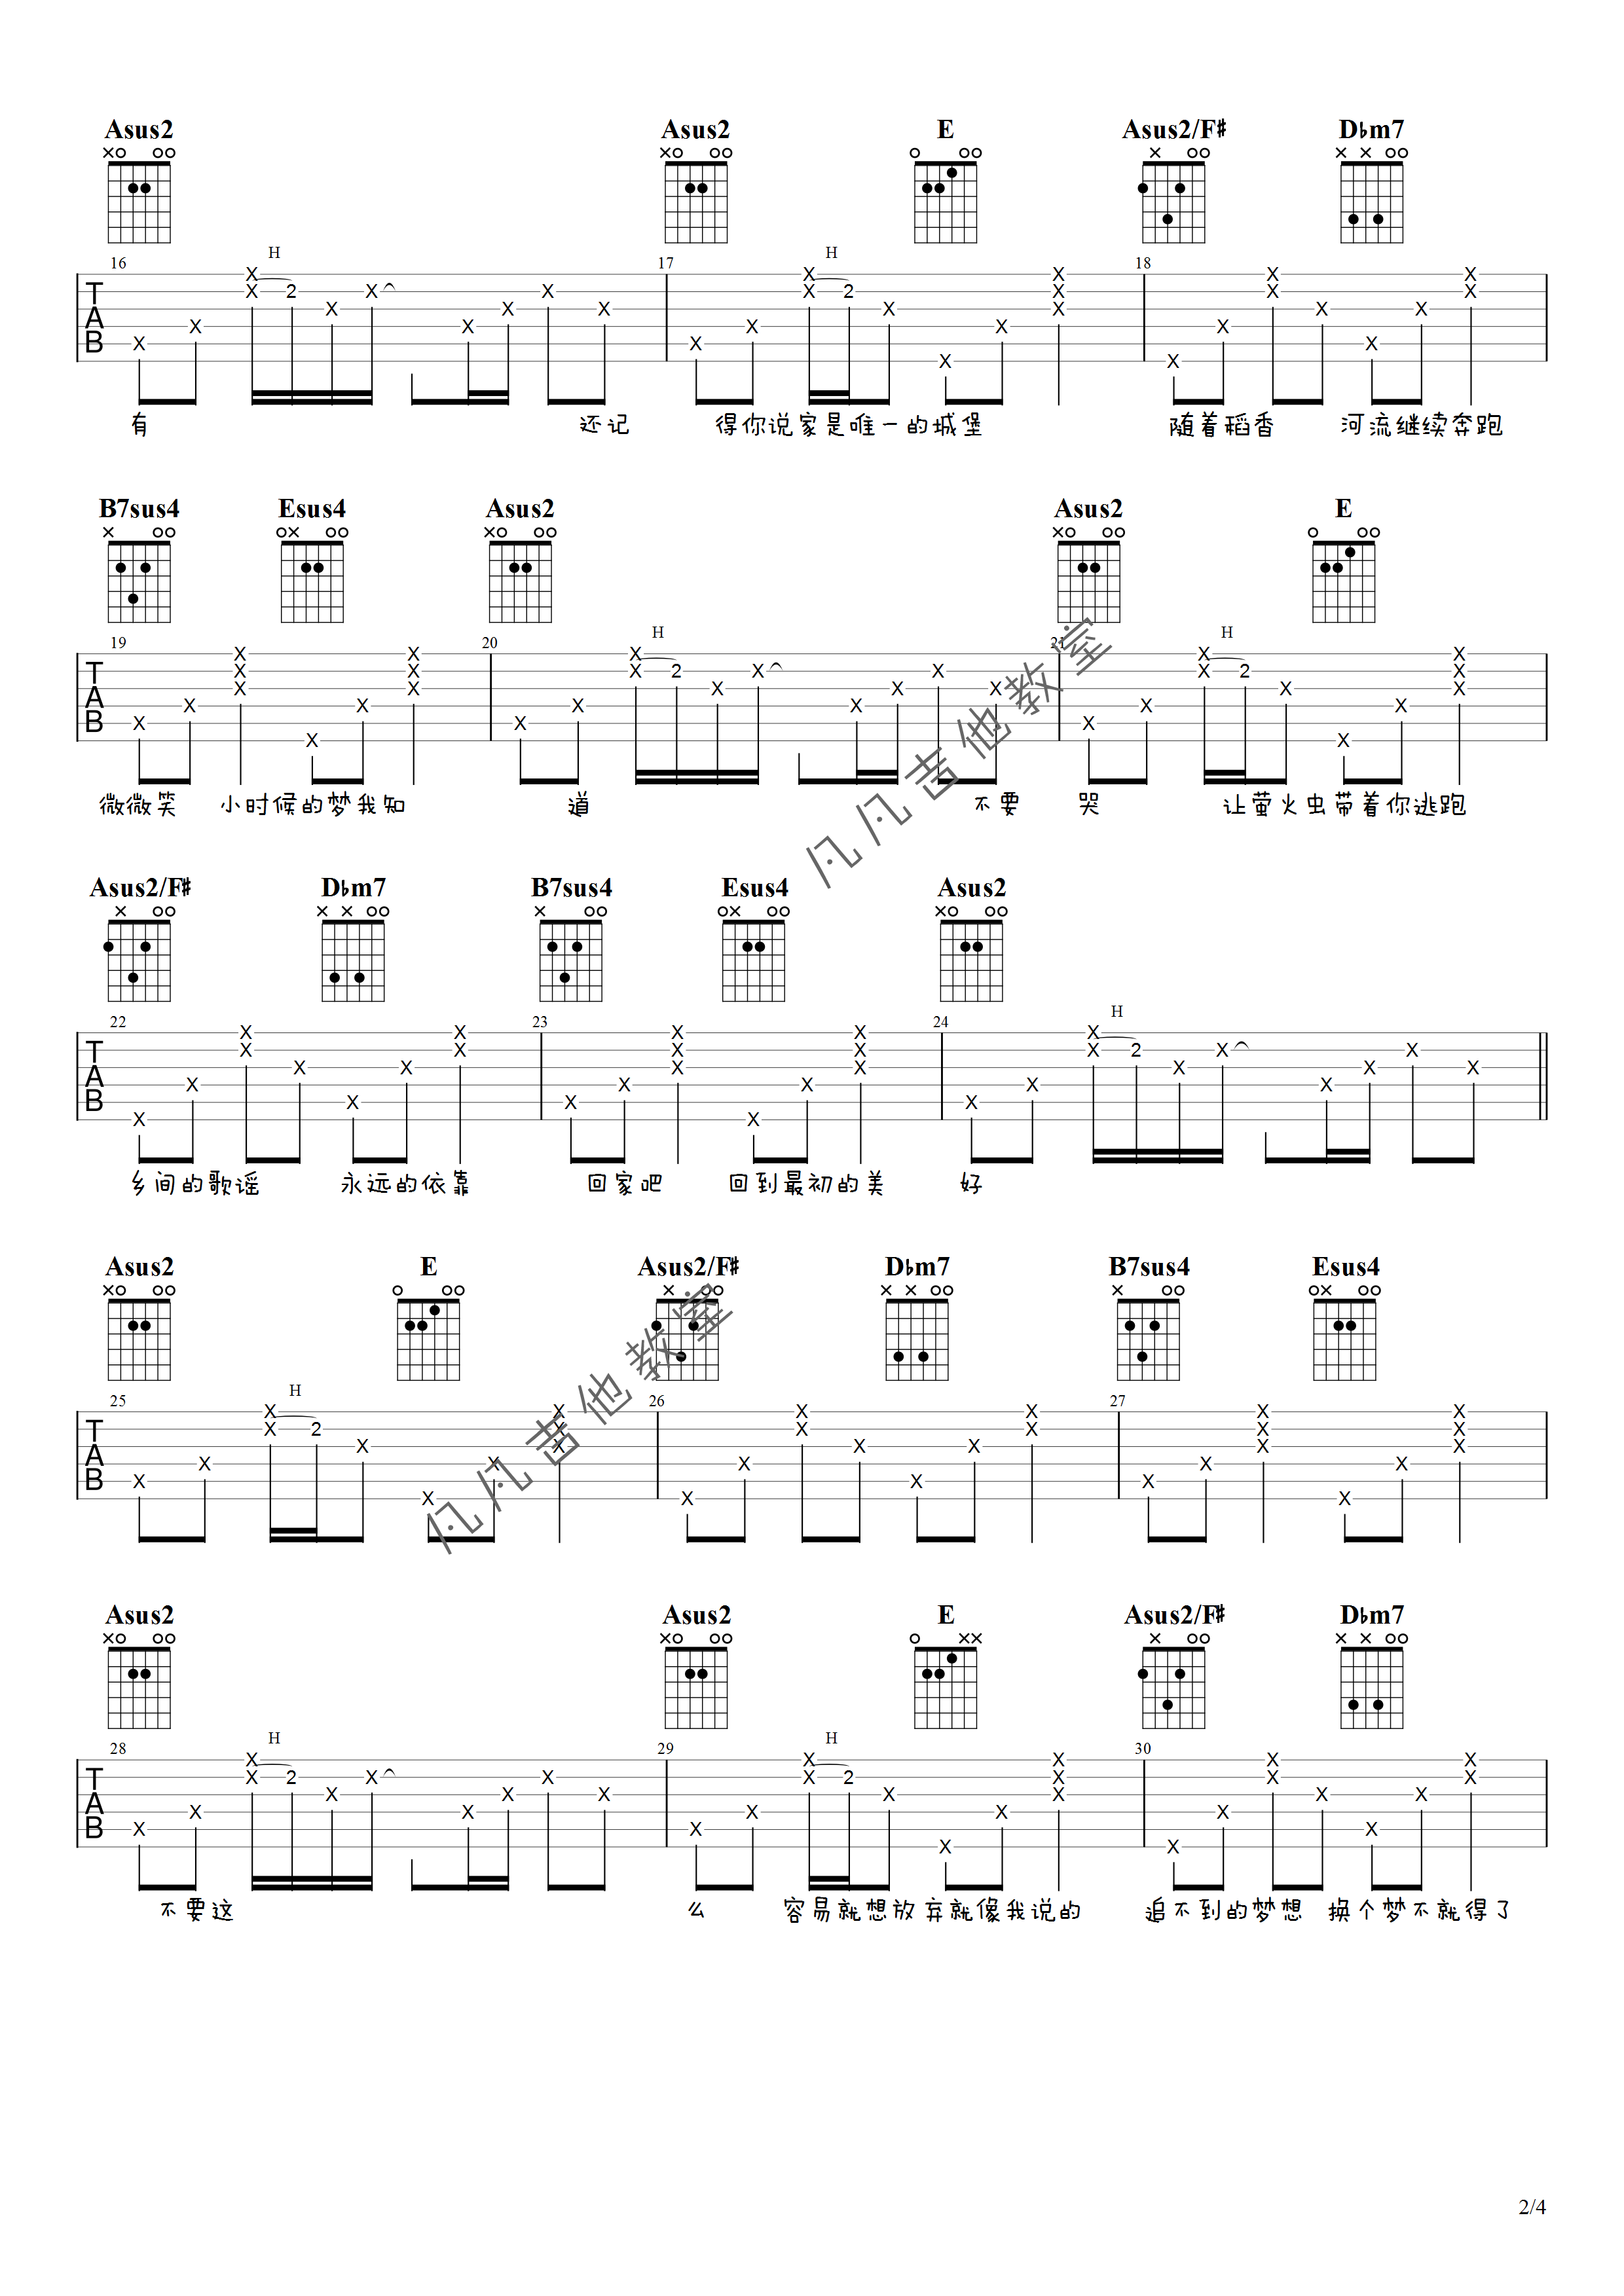 Asus2 Asus2 E Asus2/F♯ D♭m7
H H
16 17 18
有 还记 得你说家是唯一的城堡 随着稻香 河流继续奔跑
B7sus4 Esus4 Asus2 Asus2 E
H H
19 20 21
微微笑 小时候的梦我知 道 不要 哭 让萤火虫带着你逃跑
Asus2/F♯ D♭m7 B7sus4 Esus4 Asus2
H
22 23 24
乡间的歌谣 永远的依靠 回家吧 回到最初的美 好
Asus2 E Asus2/F♯ D♭m7 B7sus4 Esus4
H
25 26 27
Asus2 Asus2 E Asus2/F♯ D♭m7
H H
28 29 30
不要这 么 容易就想放弃就像我说的 追不到的梦想 换个梦不就得了
凡凡吉他教室
凡凡吉他教室
2/4